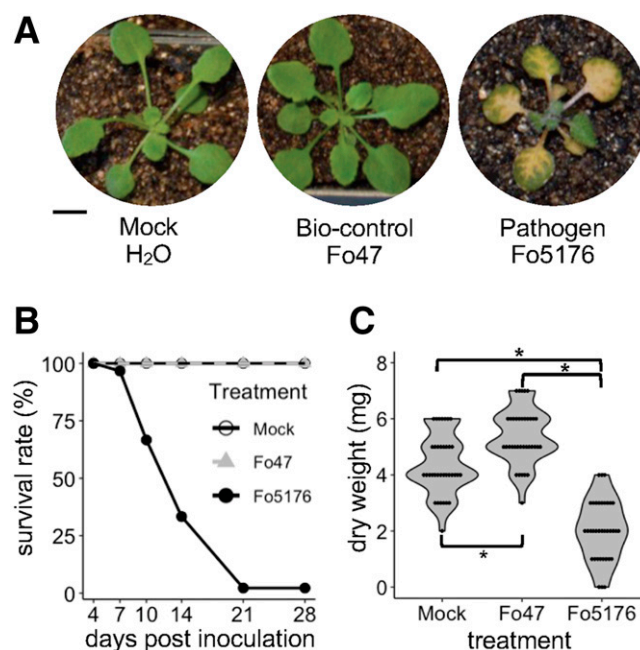 A
Mock
H₂O
Bio-control
Fo47
Pathogen
Fo5176
B
survival rate (%)
100
75
50
25
0
Treatment
Mock
Fo47
Fo5176
4 7 10 14 21 28
days post inoculation
C
dry weight (mg)
8
6
4
2
0
*
*
*
Mock Fo47 Fo5176
treatment